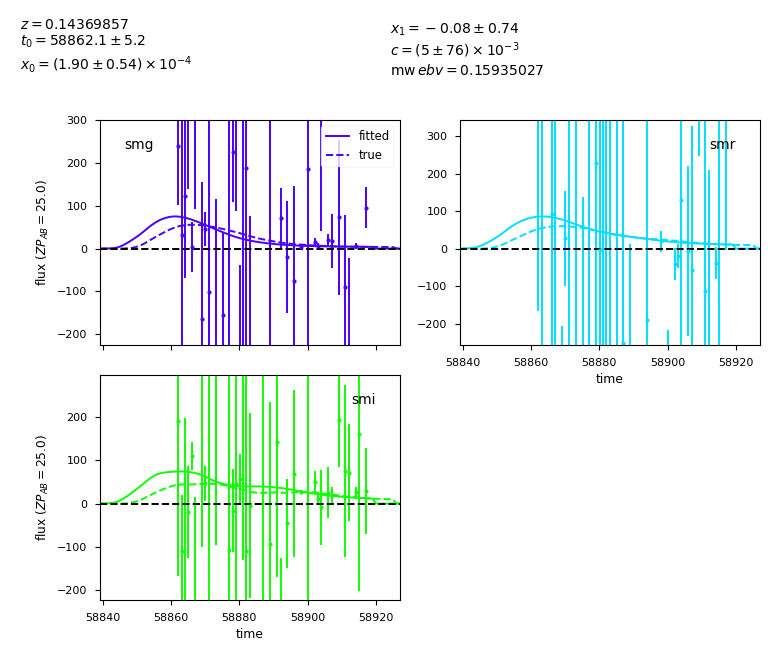 z = 0.14369857
t₀ = 58862.1 ± 5.2
x₀ = (1.90 ± 0.54) × 10⁻⁴
x₁ = −0.08 ± 0.74
c = (5 ± 76) × 10⁻³
mw ebv = 0.15935027
300
200
100
0
−100
−200
flux (ZP_AB = 25.0)
smg
fitted
true
300
200
100
0
−100
−200
smr
58840 58860 58880 58900 58920
time
200
100
0
−100
−200
flux (ZP_AB = 25.0)
smi
58840 58860 58880 58900 58920
time